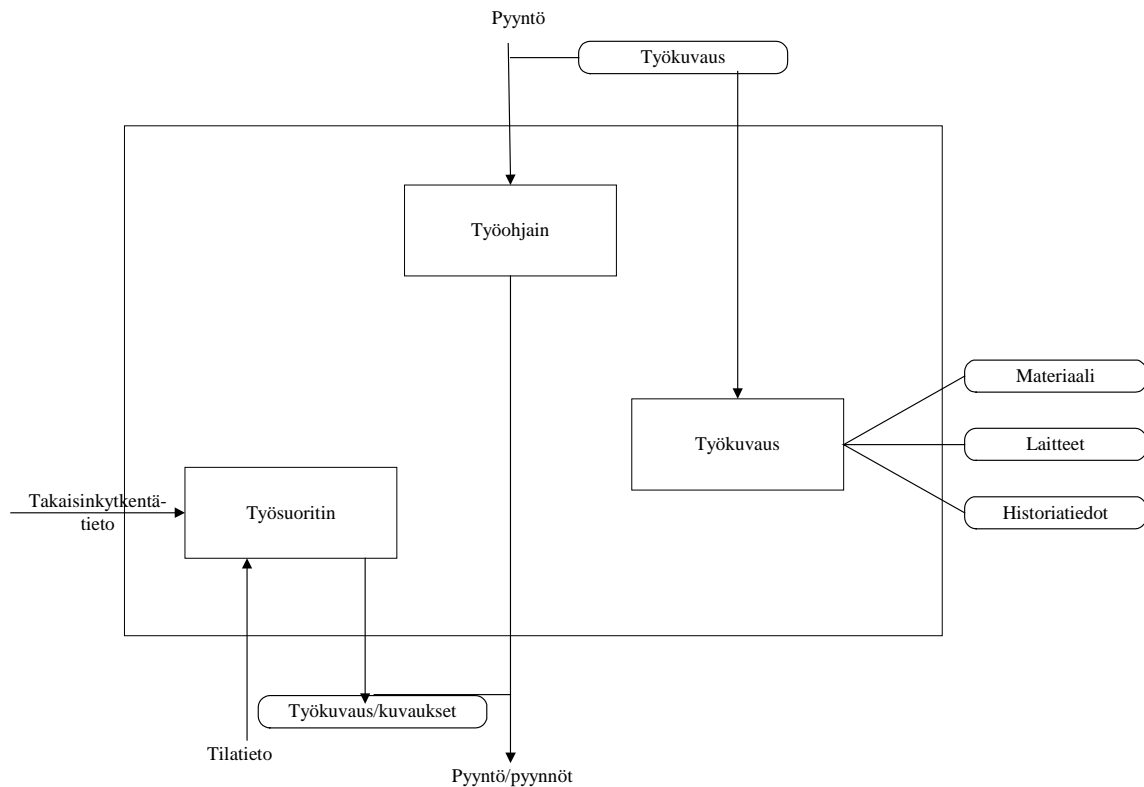 Pyyntö
Työkuvaus
Työohjain
Materiaali
Työkuvaus
Laitteet
Takaisinkytkentä-
tieto
Työsuoritin
Historiatiedot
Työkuvaus/kuvaukset
Tilatieto
Pyyntö/pyynnöt